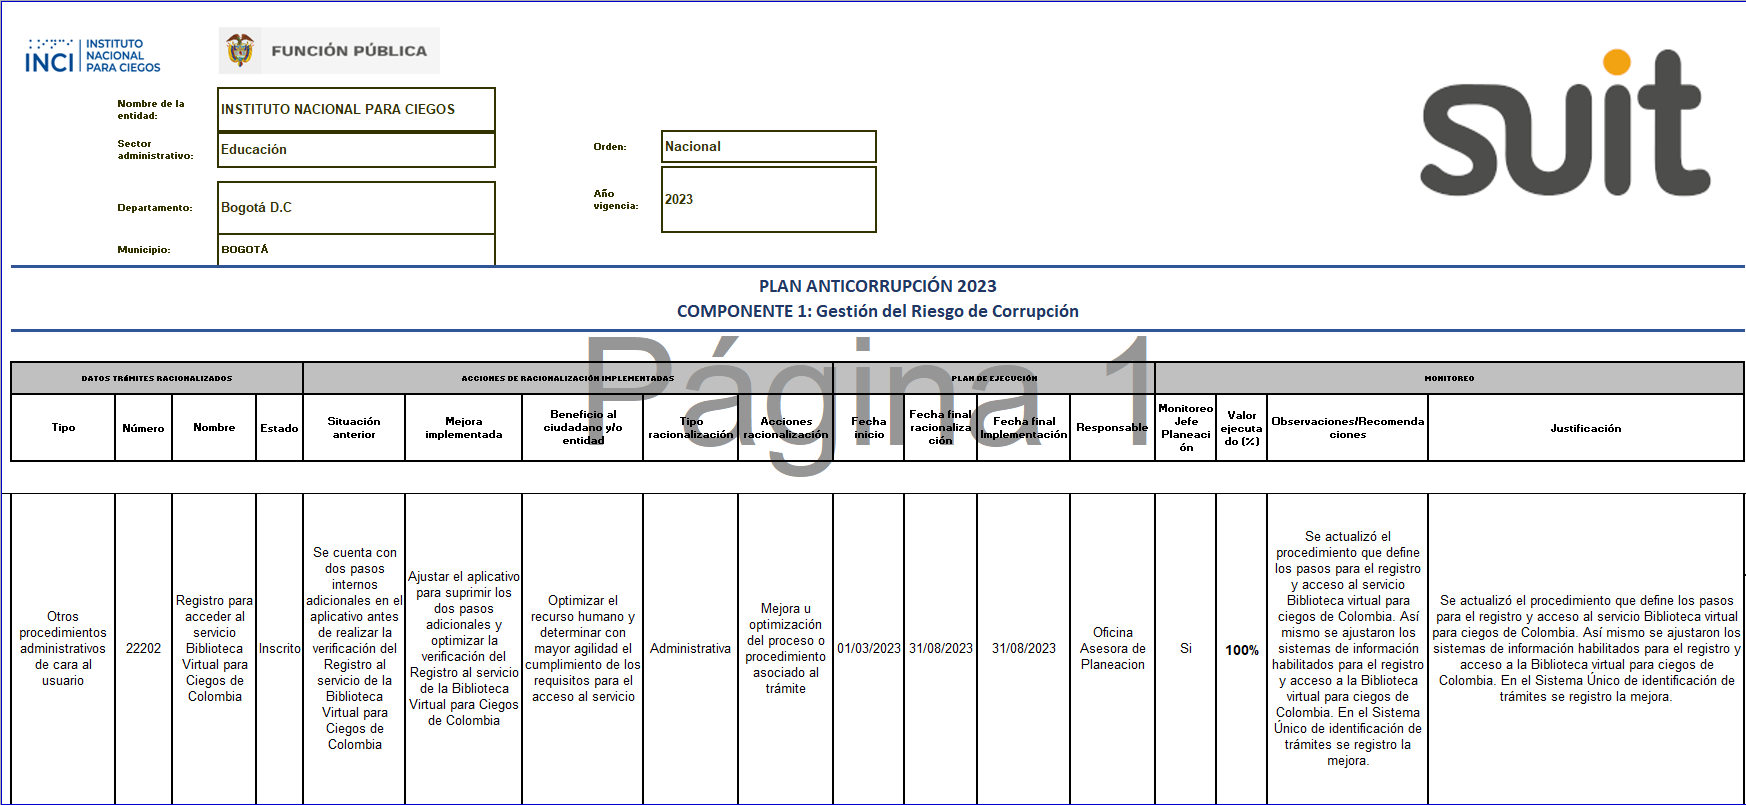 INCI
INSTITUTO
NACIONAL
PARA CIEGOS
FUNCIÓN PÚBLICA
suit
Nombre de la
entidad:
INSTITUTO NACIONAL PARA CIEGOS
Sector
administrativo:
Educación
Orden:
Nacional
Departamento:
Bogotá D.C
Año
vigencia:
2023
Municipio:
BOGOTÁ
PLAN ANTICORRUPCIÓN 2023
COMPONENTE 1: Gestión del Riesgo de Corrupción
Página 1
DATOS TRÁMITES RACIONALIZADOS
ACCIONES DE RACIONALIZACIÓN IMPLEMENTADAS
PLAN DE EJECUCIÓN
MONITOREO
Tipo
Número
Nombre
Estado
Situación
anterior
Mejora
implementada
Beneficio al
ciudadano y/o
entidad
Tipo
racionalización
Acciones
racionalización
Fecha
inicio
Fecha final
racionaliza
ción
Fecha final
Implementación
Responsable
Monitoreo
Jefe
Planeaci
ón
Valor
ejecuta
do (%)
Observaciones/Recomenda
ciones
Justificación
Otros
procedimientos
administrativos
de cara al
usuario
22202
Registro para
acceder al
servicio
Biblioteca
Virtual para
Ciegos de
Colombia
Inscrito
Se cuenta con
dos pasos
internos
adicionales en el
aplicativo antes
de realizar la
verificación del
Registro al
servicio de la
Biblioteca
Virtual para
Ciegos de
Colombia
Ajustar el aplicativo
para suprimir los
dos pasos
adicionales y
optimizar la
verificación del
Registro al servicio
de la Biblioteca
Virtual para Ciegos
de Colombia
Optimizar el
recurso humano y
determinar con
mayor agilidad el
cumplimiento de los
requisitos para el
acceso al servicio
Administrativa
Mejora u
optimización
del proceso o
procedimiento
asociado al
trámite
01/03/2023
31/08/2023
31/08/2023
Oficina
Asesora de
Planeacion
Si
100%
Se actualizó el
procedimiento que define
los pasos para el registro
y acceso al servicio
Biblioteca virtual para
ciegos de Colombia. Así
mismo se ajustaron los
sistemas de información
habilitados para el registro
y acceso a la Biblioteca
virtual para ciegos de
Colombia. En el Sistema
Único de identificación de
trámites se registro la
mejora.
Se actualizó el procedimiento que define los pasos
para el registro y acceso al servicio Biblioteca virtual
para ciegos de Colombia. Así mismo se ajustaron los
sistemas de información habilitados para el registro y
acceso a la Biblioteca virtual para ciegos de
Colombia. En el Sistema Único de identificación de
trámites se registro la mejora.